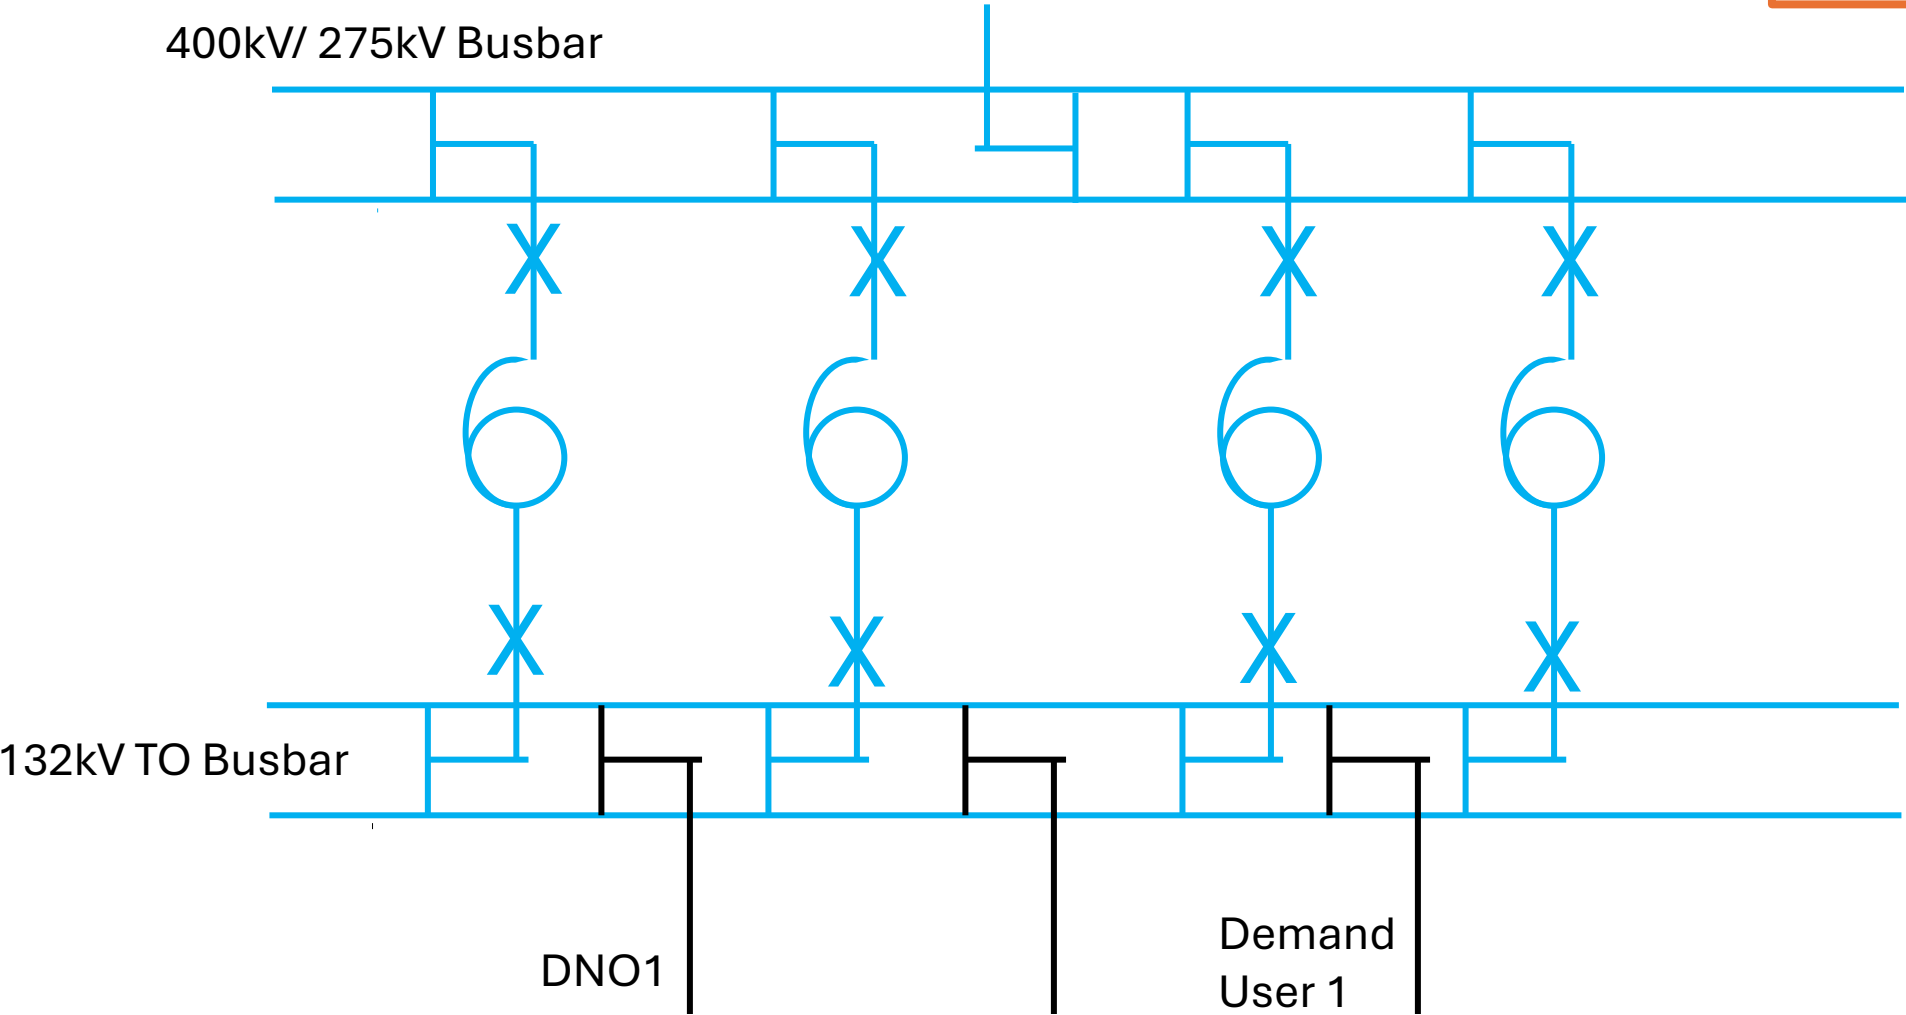 400kV/ 275kV Busbar
X X X X
X X X X
132kV TO Busbar
DNO1
Demand
User 1